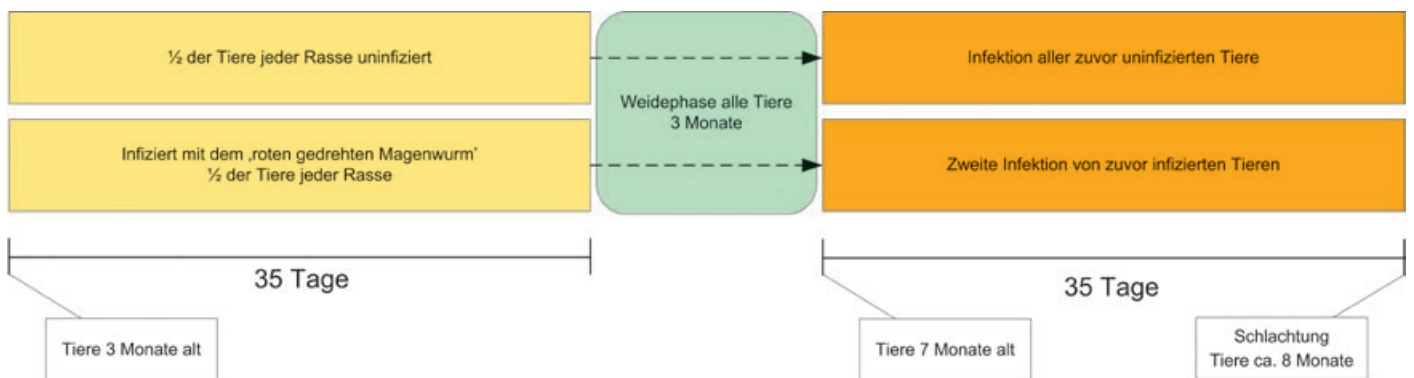 ½ der Tiere jeder Rasse uninfiziert
Weidephase alle Tiere
3 Monate
Infektion aller zuvor uninfizierten Tiere
Infiziert mit dem ‚roten gedrehten Magenwurm'
½ der Tiere jeder Rasse
Zweite Infektion von zuvor infizierten Tieren
35 Tage
35 Tage
Tiere 3 Monate alt
Tiere 7 Monate alt
Schlachtung
Tiere ca. 8 Monate